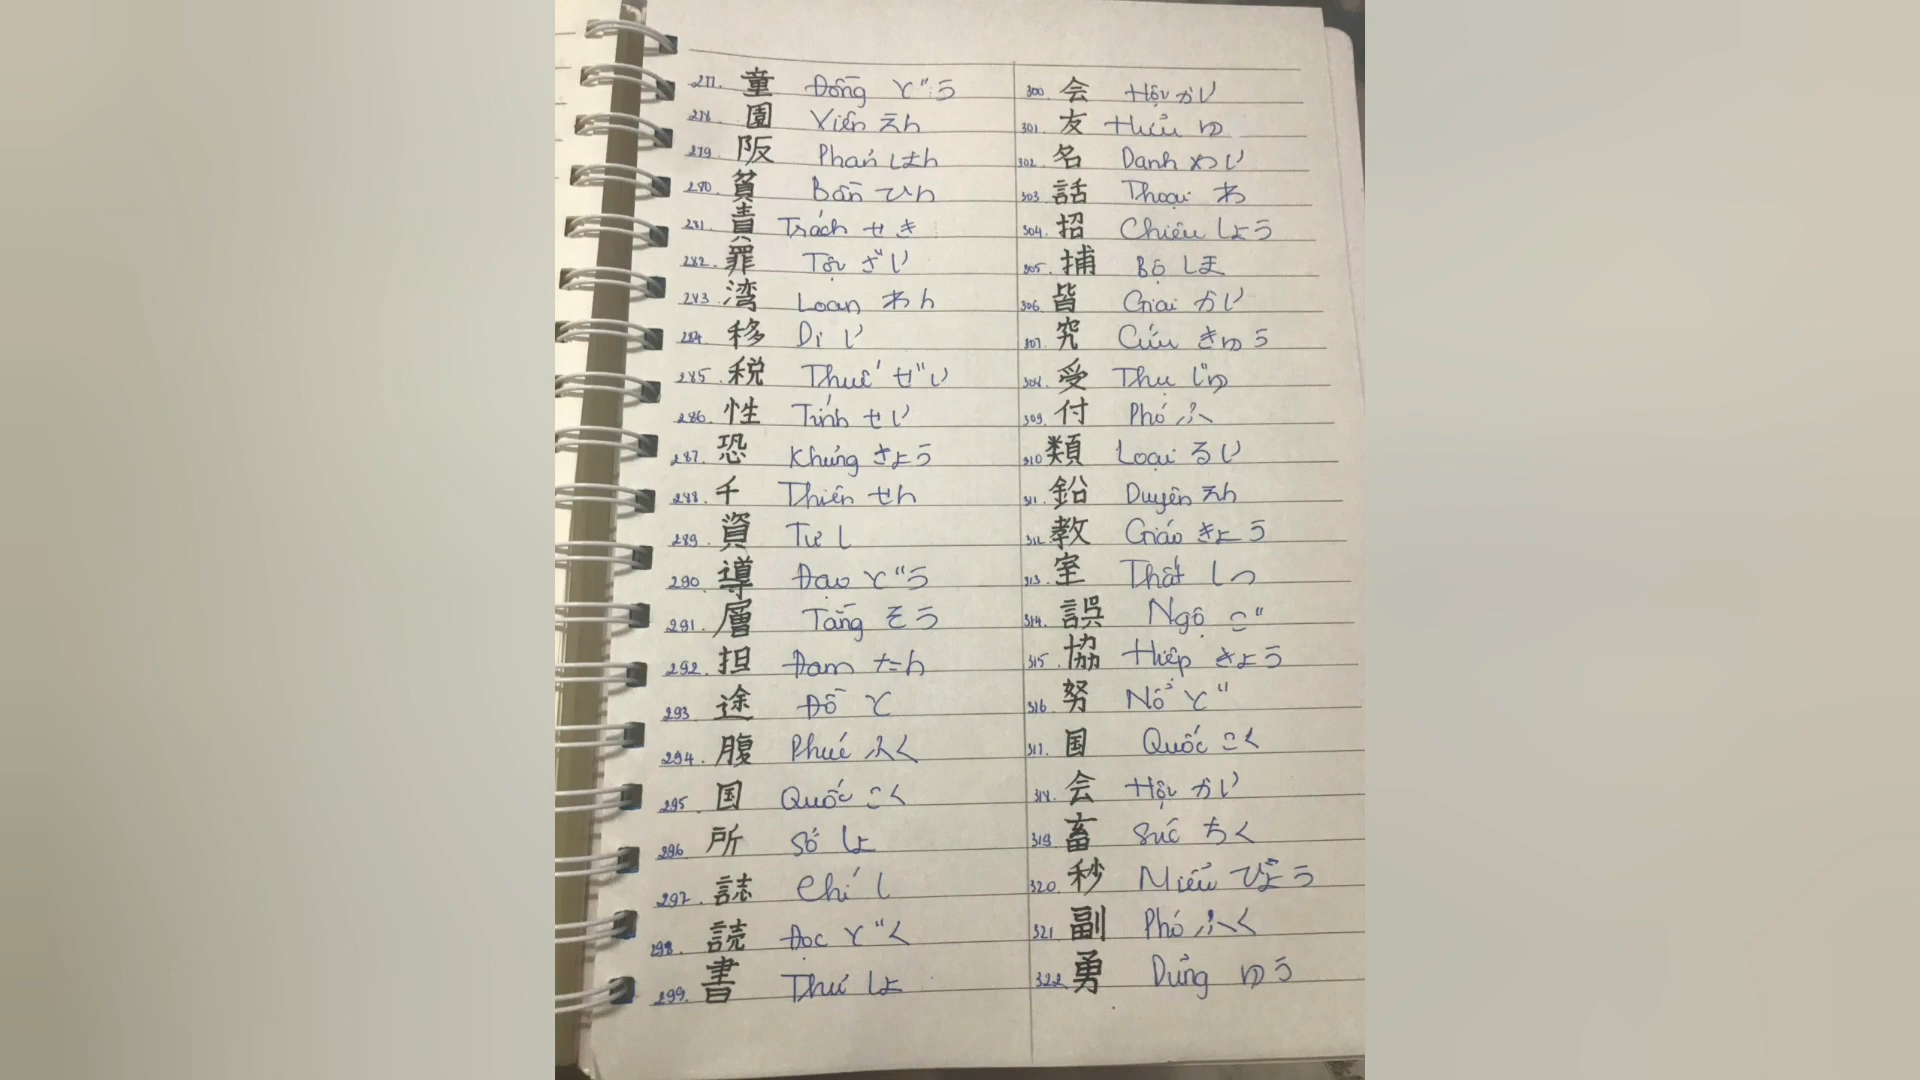 277. 童 Đồng どう
278 園 Viên えん
279. 阪 Phản はん
280. 貧 Bần ひん
281. 責 Trách せき
282. 罪 Tội ざい
283. 湾 Loan わん
284 移 Di い
285. 税 Thuế ぜい
286. 性 Tính せい
287. 恐 Khủng きょう
288. 千 Thiên せん
289. 資 Tư し
290. 導 Đạo どう
291. 層 Tầng そう
292. 担 Đam たん
293 途 Đồ と
294. 腹 Phúc ふく
295 国 Quốc こく
296 所 Sở しょ
297. 誌 Chí し
298. 読 Đọc どく
299. 書 Thư しょ
300. 会 Hội かい
301. 友 Hữu ゆ
302. 名 Danh めい
303 話 Thoại わ
304. 招 Chiêu しょう
305. 捕 Bộ ほ
306. 皆 Giai かい
307. 究 Cứu きゅう
308. 受 Thụ じゅ
309. 付 Phó ふ
310 類 Loại るい
311. 鉛 Duyên えん
312. 教 Giáo きょう
313. 室 Thất しつ
314. 誤 Ngộ ご
315. 協 Hiệp きょう
316. 努 Nổ ど
317. 国 Quốc こく
318. 会 Hội かい
319. 畜 Súc ちく
320. 秒 Miểu びょう
321. 副 Phó ふく
322 勇 Dủng ゆう